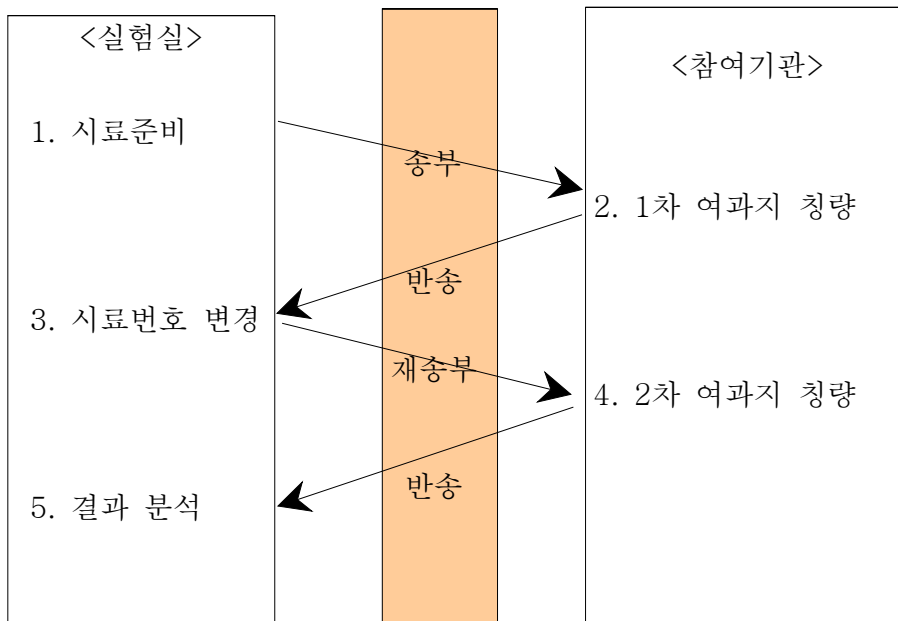 <실험실>
<참여기관>
1. 시료준비
송부
2. 1차 여과지 칭량
반송
3. 시료번호 변경
재송부
4. 2차 여과지 칭량
반송
5. 결과 분석